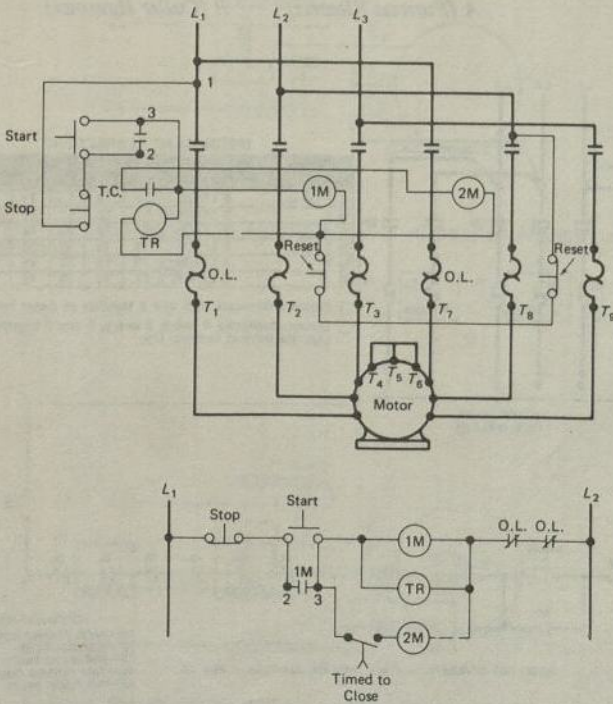 L1 L2 L3
1
3
Start
2
T.C.
1M
2M
Stop
TR
Reset
Reset
O.L.
O.L.
T1 T2 T3 T7 T8 T9
T4 T5 T6
Motor
L1
L2
Stop
Start
O.L. O.L.
1M
1M
2 3
TR
2M
Timed to
Close